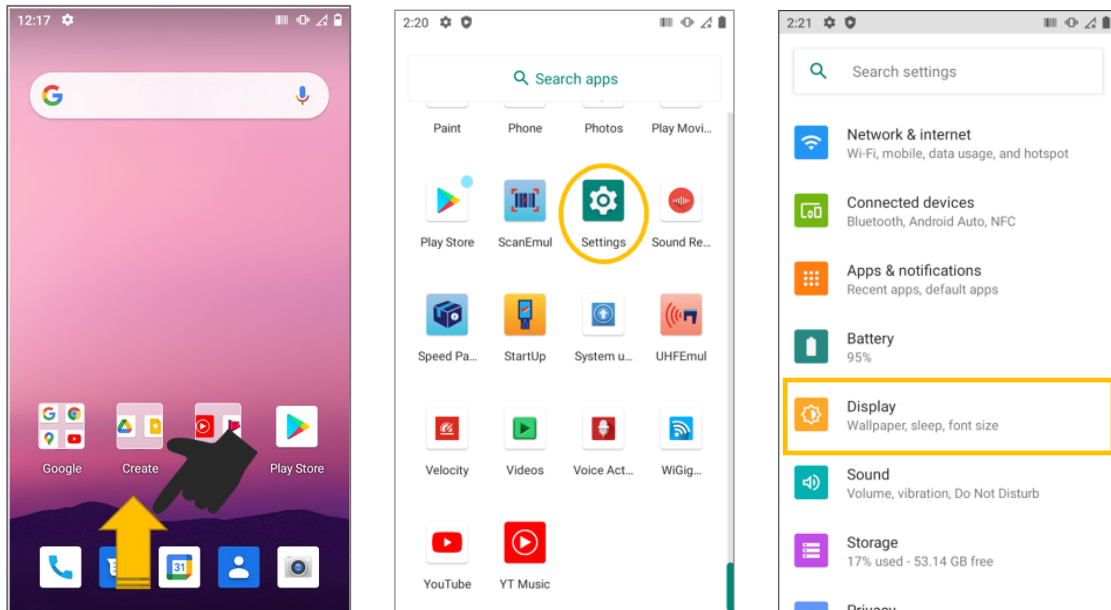 12:17
Google
Create
Play Store
31
2:20
Search apps
Paint
Phone
Photos
Play Movi...
Play Store
ScanEmul
Settings
Sound Re...
Speed Pa...
StartUp
System u...
UHFEmul
Velocity
Videos
Voice Act...
WiGig...
YouTube
YT Music
2:21
Search settings
Network & internet
Wi-Fi, mobile, data usage, and hotspot
Connected devices
Bluetooth, Android Auto, NFC
Apps & notifications
Recent apps, default apps
Battery
95%
Display
Wallpaper, sleep, font size
Sound
Volume, vibration, Do Not Disturb
Storage
17% used - 53.14 GB free
Privacy